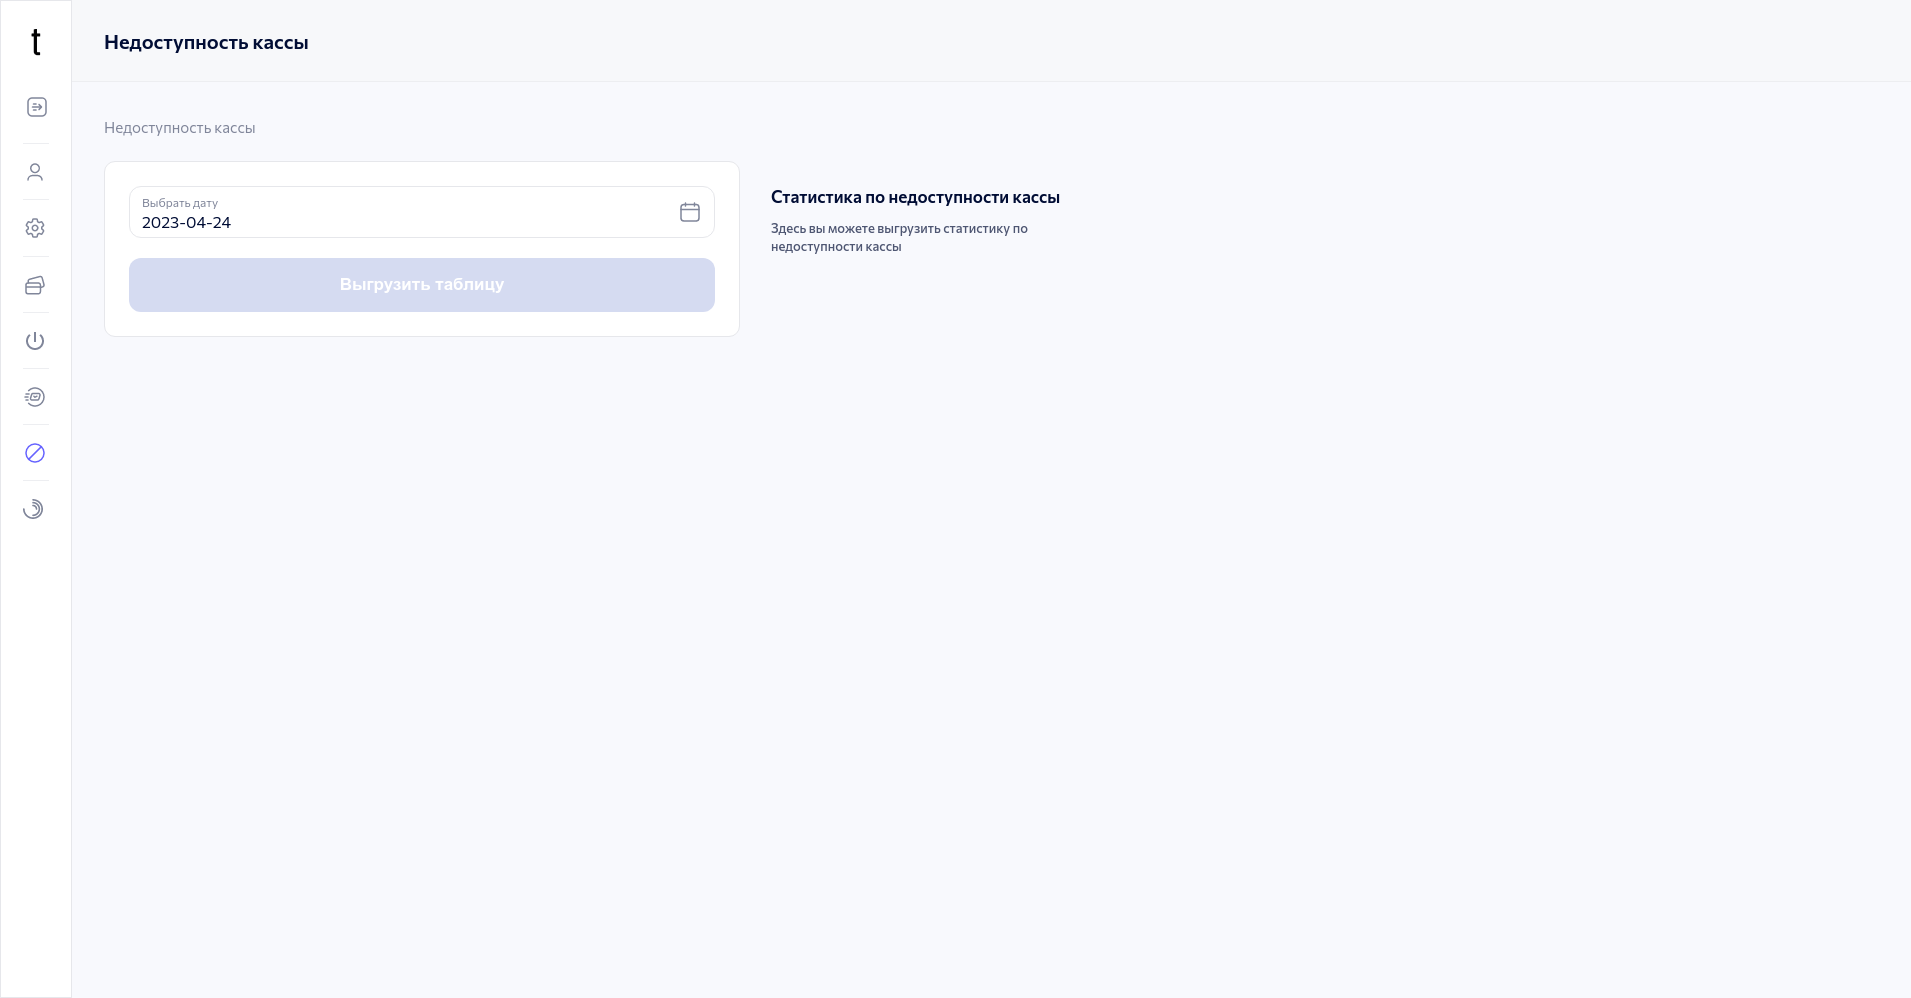 t
Недоступность кассы
Недоступность кассы
Выбрать дату
2023-04-24
Выгрузить таблицу
Статистика по недоступности кассы
Здесь вы можете выгрузить статистику по
недоступности кассы